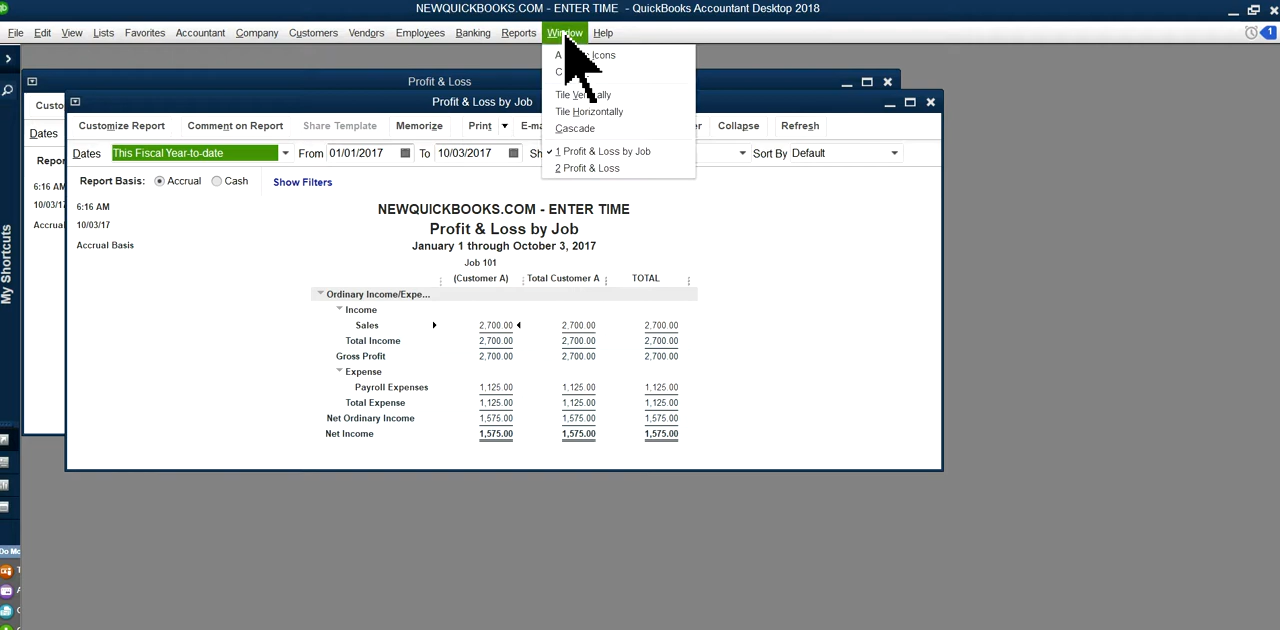 NEWQUICKBOOKS.COM - ENTER TIME - QuickBooks Accountant Desktop 2018
File Edit View Lists Favorites Accountant Company Customers Vendors Employees Banking Reports Window Help
1
Profit & Loss
Profit & Loss by Job
Customize Report Comment on Report Share Template Memorize Print Collapse Refresh
Dates This Fiscal Year-to-date From 01/01/2017 To 10/03/2017 Sort By Default
Report Basis: Accrual Cash Show Filters
Icons
Tile Vertically
Tile Horizontally
Cascade
1 Profit & Loss by Job
2 Profit & Loss
Dates
6:16 AM
Accrual
My Shortcuts
6:16 AM
10/03/17
Accrual Basis
NEWQUICKBOOKS.COM - ENTER TIME
Profit & Loss by Job
January 1 through October 3, 2017
Job 101
(Customer A) Total Customer A TOTAL
Ordinary Income/Expe...
Income
Sales 2,700.00 2,700.00 2,700.00
Total Income 2,700.00 2,700.00 2,700.00
Gross Profit 2,700.00 2,700.00 2,700.00
Expense
Payroll Expenses 1,125.00 1,125.00 1,125.00
Total Expense 1,125.00 1,125.00 1,125.00
Net Ordinary Income 1,575.00 1,575.00 1,575.00
Net Income 1,575.00 1,575.00 1,575.00